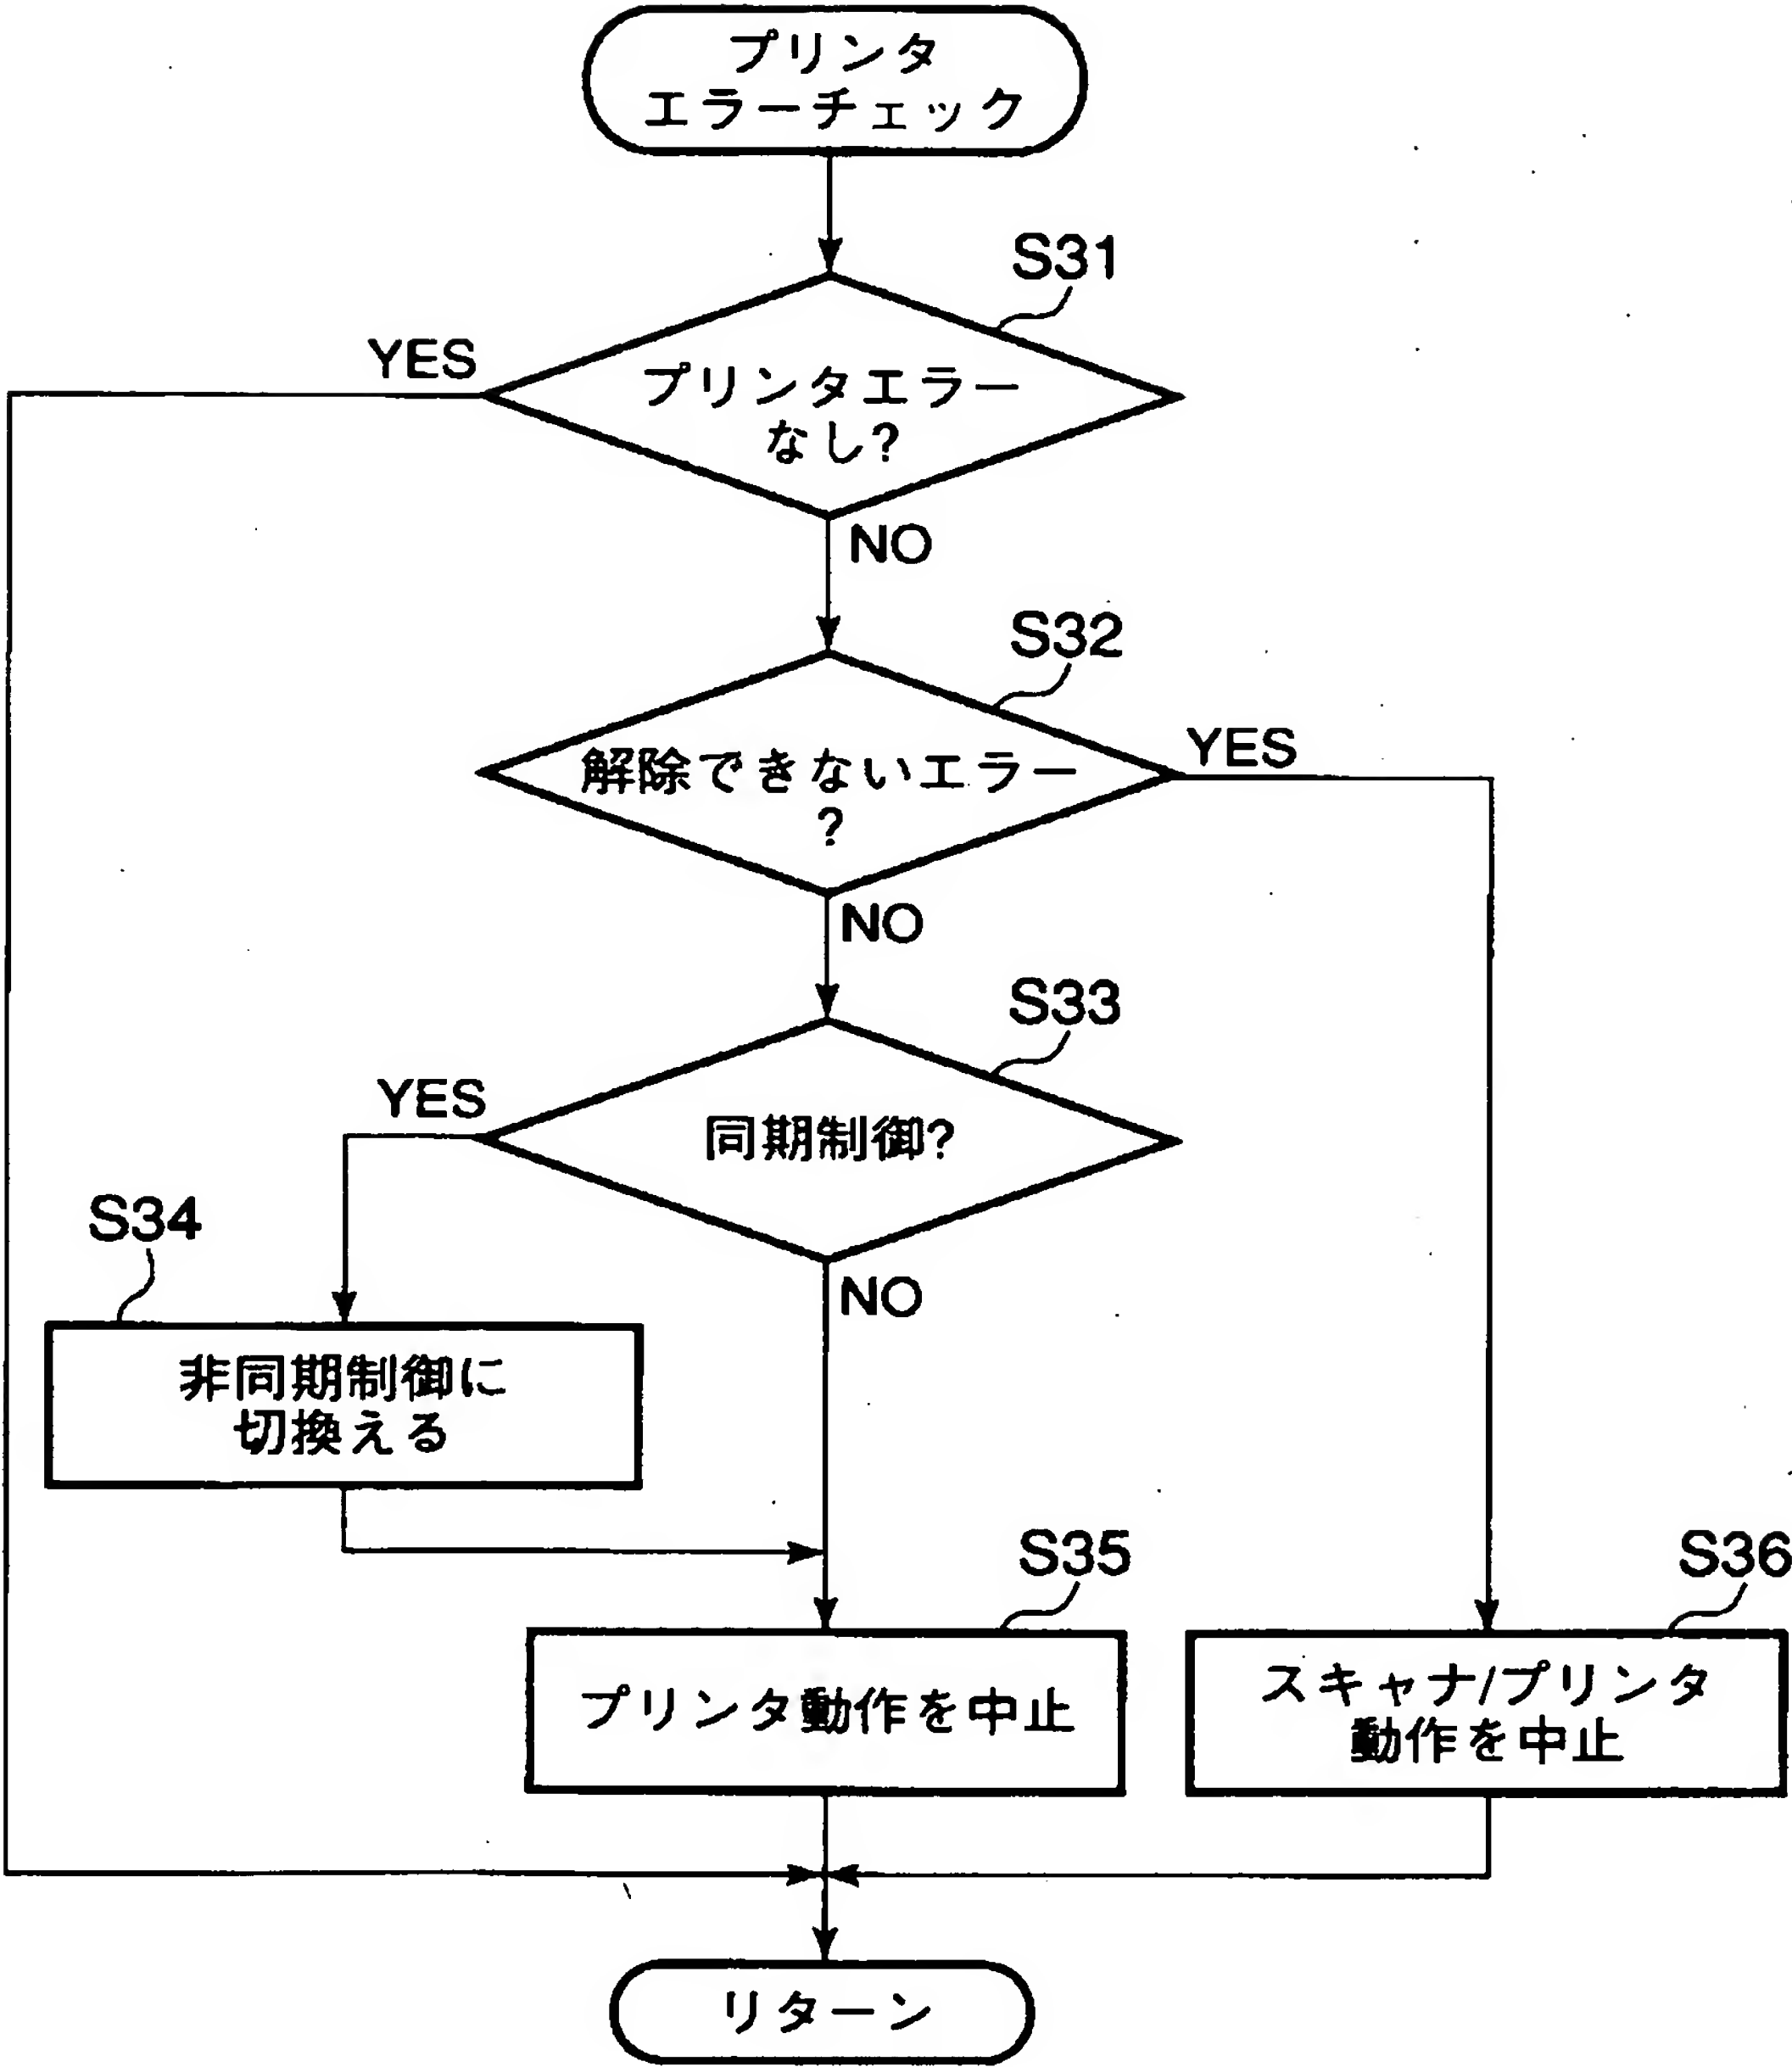 プリンタ
エラーチェック
S31
YES
プリンタエラー
なし?
NO
S32
解除できないエラー
?
YES
NO
S33
YES
同期制御?
S34
NO
非同期制御に
切換える
S35
S36
プリンタ動作を中止
スキャナ/プリンタ
動作を中止
リターン